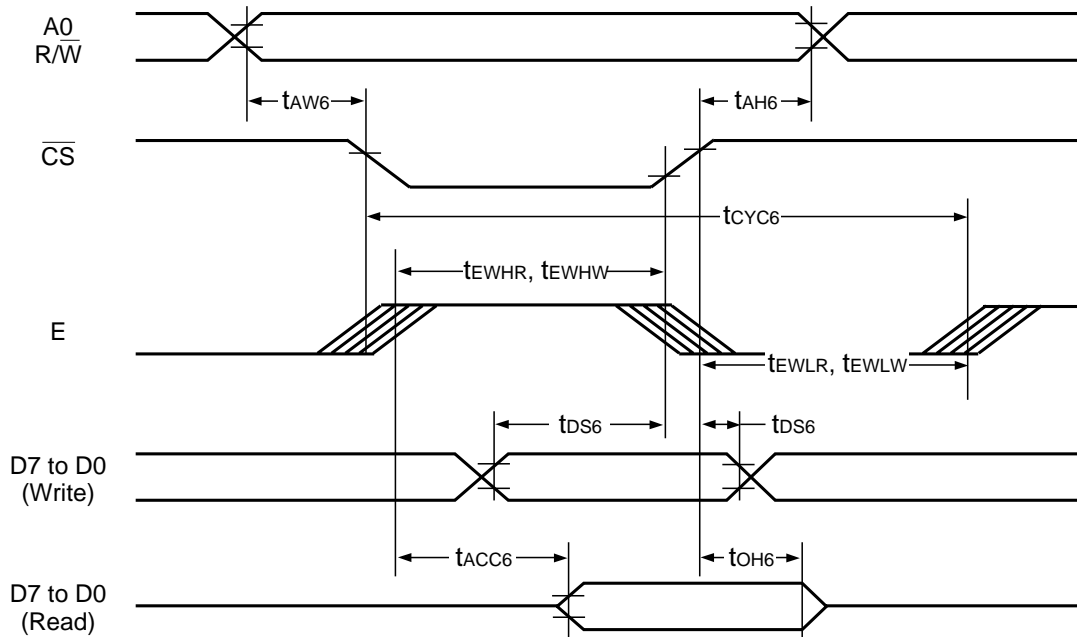 A0
R/W̅
tAW6
tAH6
C̅S̅
tCYC6
tEWHR, tEWHW
E
tEWLR, tEWLW
tDS6
tDS6
D7 to D0
(Write)
tACC6
tOH6
D7 to D0
(Read)